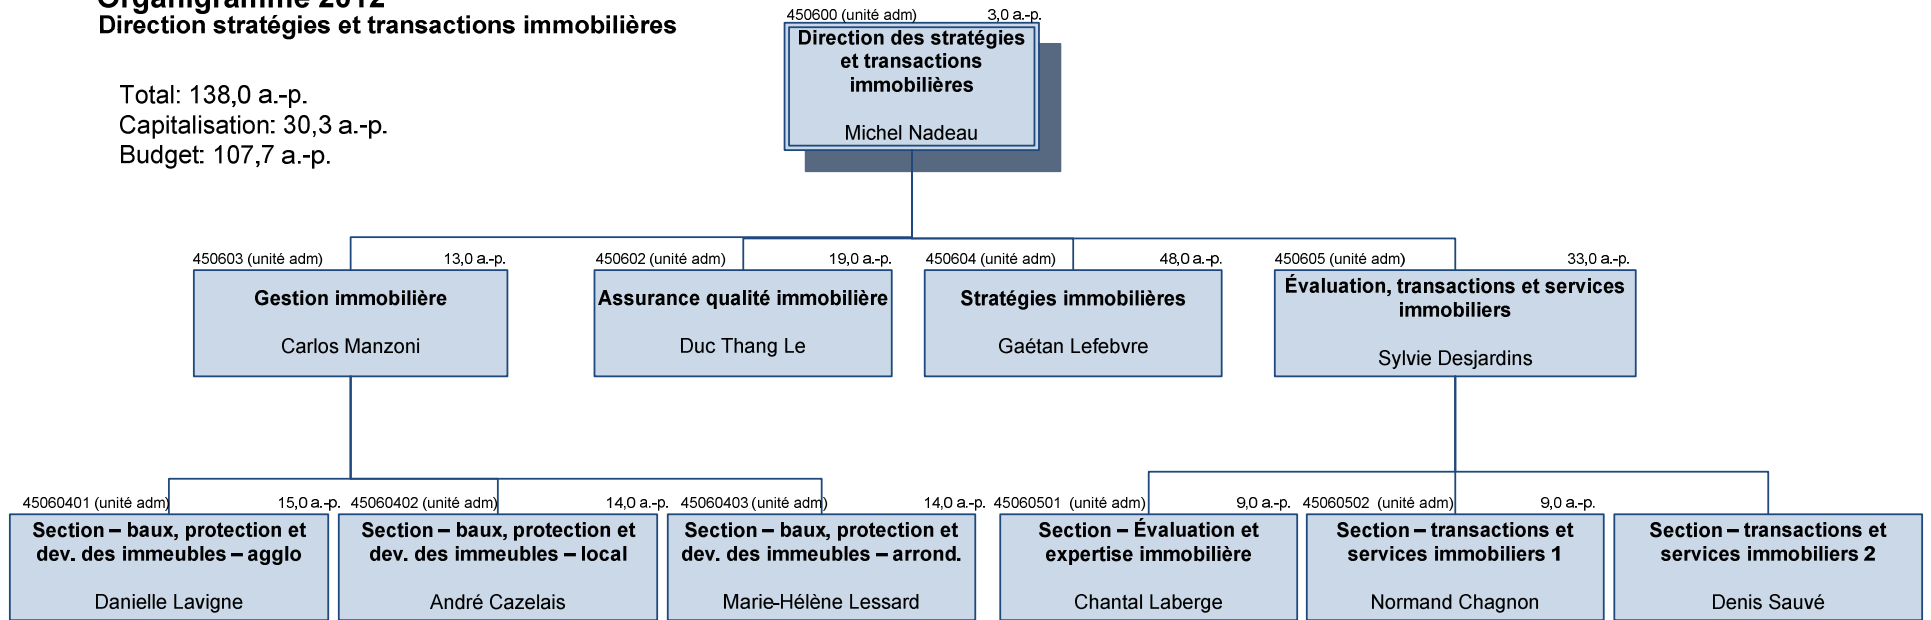 Organigramme 2012
Direction stratégies et transactions immobilières
Total: 138,0 a.-p.
Capitalisation: 30,3 a.-p.
Budget: 107,7 a.-p.
450600 (unité adm) 3,0 a.-p.
Direction des stratégies
et transactions
immobilières
Michel Nadeau
450603 (unité adm) 13,0 a.-p.
Gestion immobilière
Carlos Manzoni
450602 (unité adm) 19,0 a.-p.
Assurance qualité immobilière
Duc Thang Le
450604 (unité adm) 48,0 a.-p.
Stratégies immobilières
Gaétan Lefebvre
450605 (unité adm) 33,0 a.-p.
Évaluation, transactions et services
immobiliers
Sylvie Desjardins
45060401 (unité adm) 15,0 a.-p.
Section – baux, protection et
dev. des immeubles – agglo
Danielle Lavigne
45060402 (unité adm) 14,0 a.-p.
Section – baux, protection et
dev. des immeubles – local
André Cazelais
45060403 (unité adm) 14,0 a.-p.
Section – baux, protection et
dev. des immeubles – arrond.
Marie-Hélène Lessard
45060501 (unité adm) 9,0 a.-p.
Section – Évaluation et
expertise immobilière
Chantal Laberge
45060502 (unité adm) 9,0 a.-p.
Section – transactions et
services immobiliers 1
Normand Chagnon
Section – transactions et
services immobiliers 2
Denis Sauvé